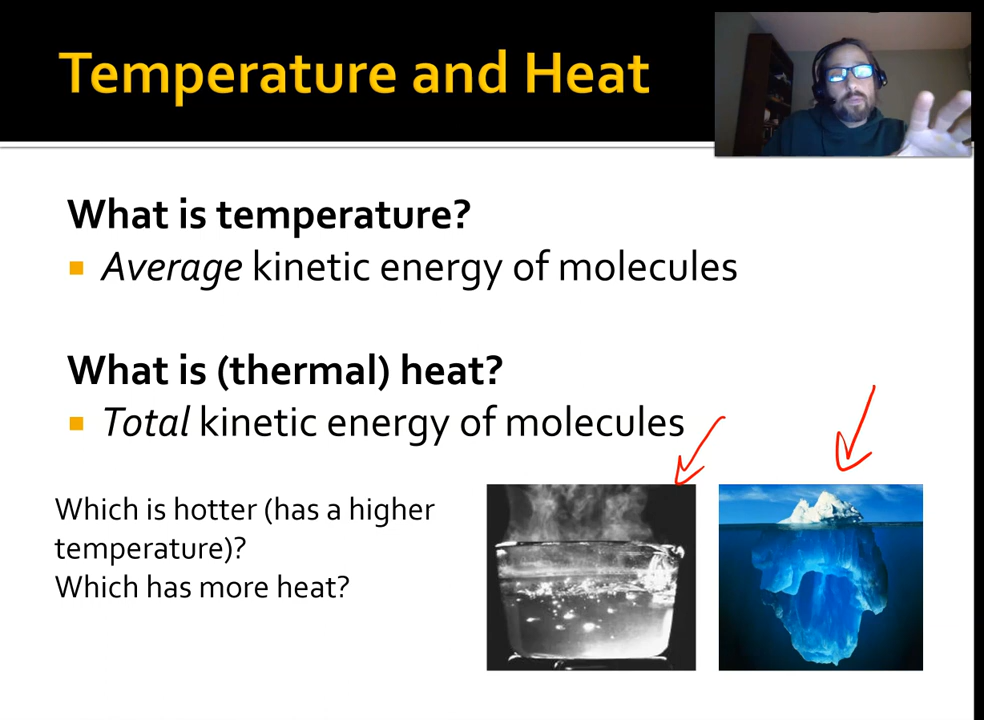 Temperature and Heat
What is temperature?
Average kinetic energy of molecules
What is (thermal) heat?
Total kinetic energy of molecules
Which is hotter (has a higher
temperature)?
Which has more heat?